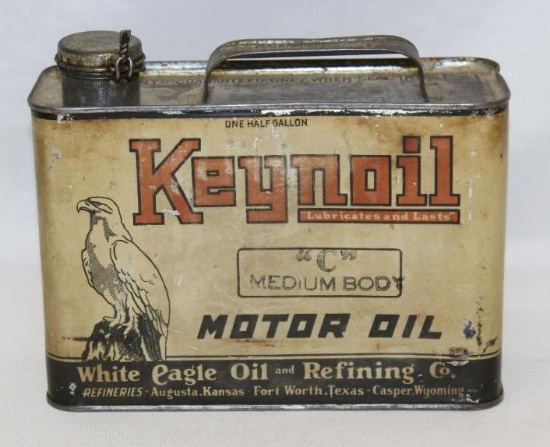 ONE HALF GALLON
Keynoil
Lubricates and Lasts"
"C"
MEDIUM BODY
MOTOR OIL
White Eagle Oil and Refining Co.
REFINERIES - Augusta, Kansas - Fort Worth, Texas - Casper, Wyoming